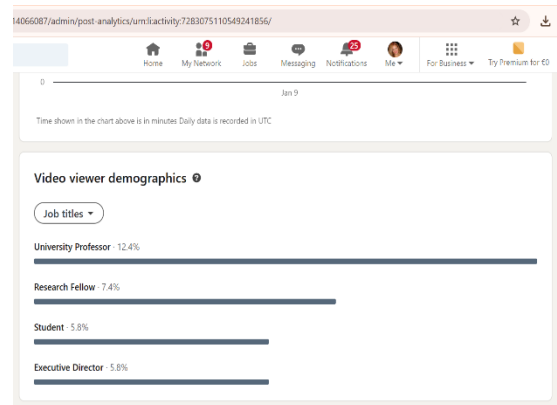 14066087/admin/post-analytics/urn:li:activity:7283075110549241856/
9
25
Home My Network Jobs Messaging Notifications Me For Business Try Premium for €0
0
Jan 9
Time shown in the chart above is in minutes Daily data is recorded in UTC
Video viewer demographics
Job titles
University Professor · 12.4%
Research Fellow · 7.4%
Student · 5.8%
Executive Director · 5.8%